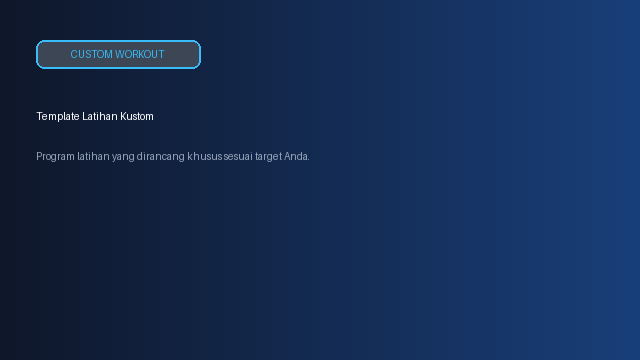 CUSTOM WORKOUT
Template Latihan Kustom
Program latihan yang dirancang khusus sesuai target Anda.